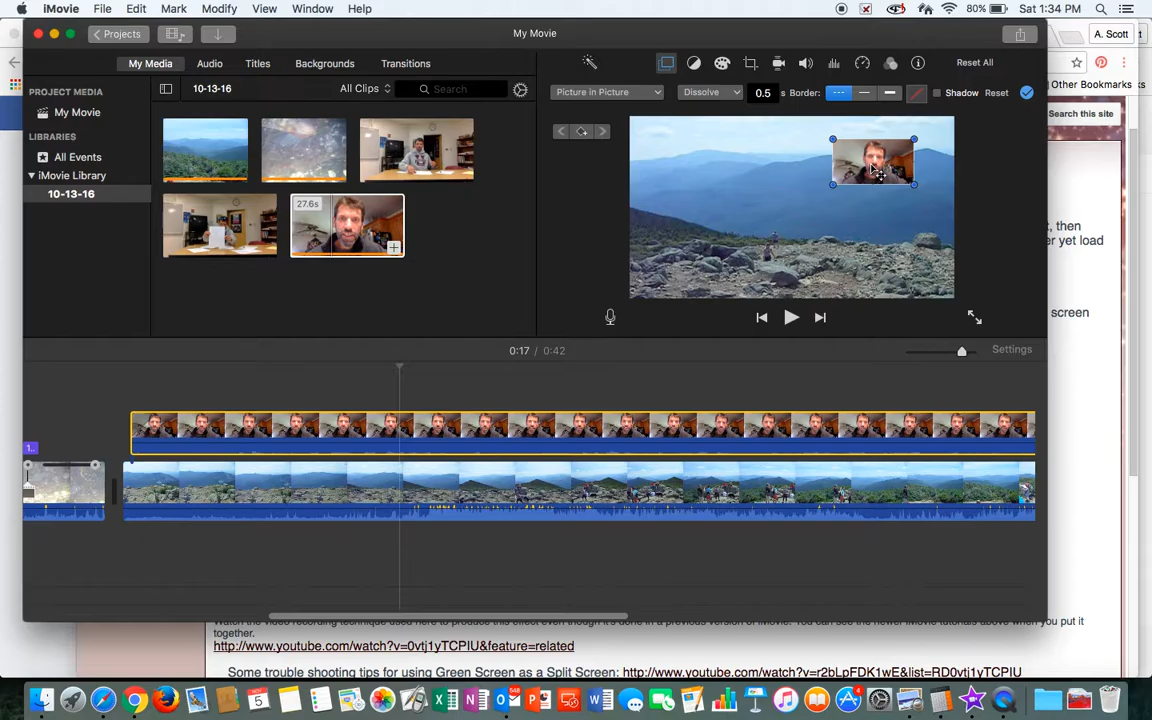 iMovie File Edit Mark Modify View Window Help 80% Sat 1:34 PM
A. Scott
Projects My Movie
My Media Audio Titles Backgrounds Transitions Reset All
PROJECT MEDIA 10-13-16 All Clips Search Picture in Picture Dissolve 0.5 s Border: Shadow Reset
Other Bookmarks
My Movie
Search this site
LIBRARIES
All Events
iMovie Library
10-13-16
27.6s
t, then
er yet load
screen
0:17 / 0:42 Settings
1..
Watch the video recording technique used here to produce this effect even though it's done in a previous version of iMovie. You can see the newer iMovie tutorials above when you put it
together.
http://www.youtube.com/watch?v=0vtj1yTCPIU&feature=related
Some trouble shooting tips for using Green Screen as a Split Screen: http://www.youtube.com/watch?v=r2bLpFDK1wE&list=RD0vtj1yTCPIU
NOV
5